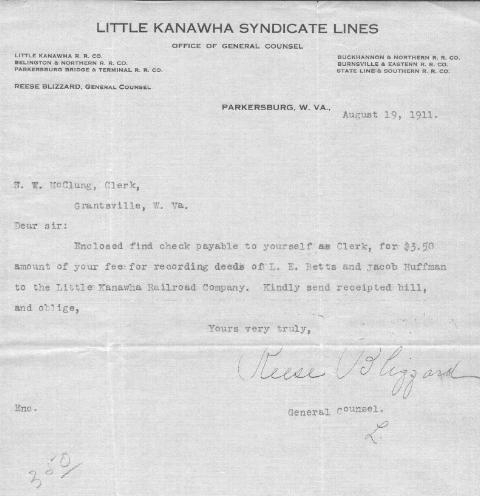 LITTLE KANAWHA SYNDICATE LINES
OFFICE OF GENERAL COUNSEL
LITTLE KANAWHA R. R. CO.
BELINGTON & NORTHERN R. R. CO.
PARKERSBURG BRIDGE & TERMINAL R. R. CO.
BUCKHANNON & NORTHERN R. R. CO.
BURNSVILLE & EASTERN R. R. CO.
STATE LINE & SOUTHERN R. R. CO.
REESE BLIZZARD, GENERAL COUNSEL
PARKERSBURG, W. VA., August 19, 1911.
N. W. McClung, Clerk,
Grantsville, W. Va.
Dear sir:
Enclosed find check payable to yourself as Clerk, for $3.50
amount of your fee for recording deeds of L. E. Betts and Jacob Huffman
to the Little Kanawha Railroad Company. Kindly send receipted bill,
and oblige,
Yours very truly,
Reese Blizzard
Enc.
General Counsel.
L.
350